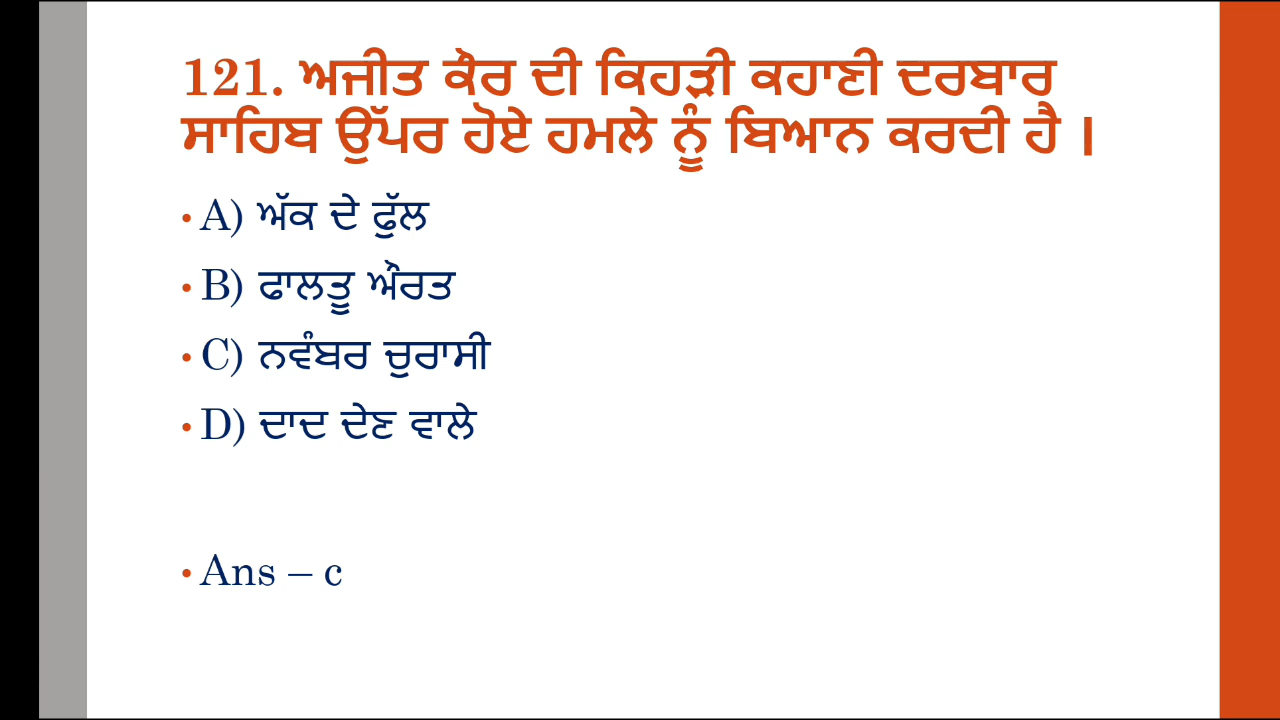 121. ਅਜੀਤ ਕੌਰ ਦੀ ਕਿਹੜੀ ਕਹਾਣੀ ਦਰਬਾਰ
ਸਾਹਿਬ ਉੱਪਰ ਹੋਏ ਹਮਲੇ ਨੂੰ ਬਿਆਨ ਕਰਦੀ ਹੈ ।
• A) ਅੱਕ ਦੇ ਫੁੱਲ
• B) ਫਾਲਤੂ ਔਰਤ
• C) ਨਵੰਬਰ ਚੁਰਾਸੀ
• D) ਦਾਦ ਦੇਣ ਵਾਲੇ
• Ans – c